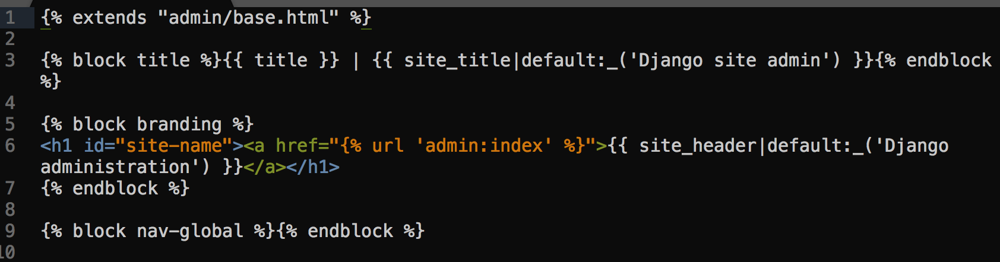 1 {% extends "admin/base.html" %}
2
3 {% block title %}{{ title }} | {{ site_title|default:_('Django site admin') }}{% endblock
%}
4
5 {% block branding %}
6 <h1 id="site-name"><a href="{% url 'admin:index' %}">{{ site_header|default:_('Django
administration') }}</a></h1>
7 {% endblock %}
8
9 {% block nav-global %}{% endblock %}
10